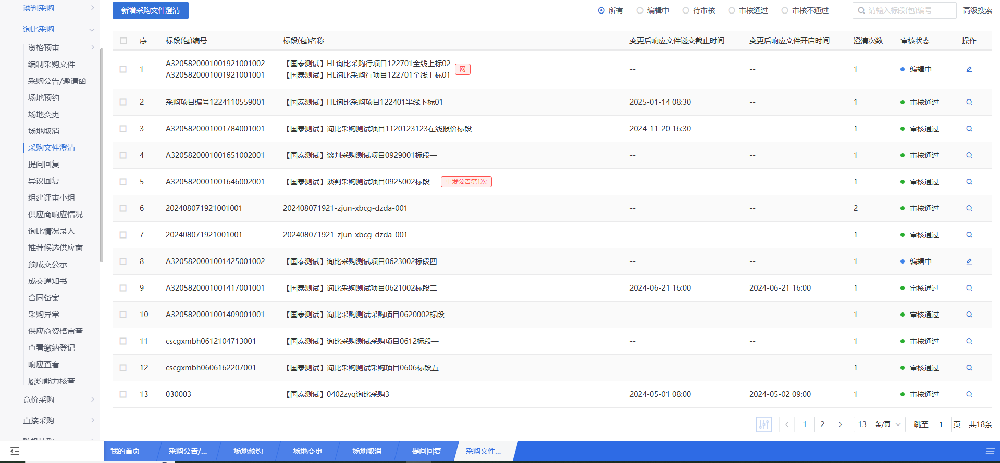 谈判采购
询比采购
资格预审
编制采购文件
采购公告/邀请函
场地预约
场地变更
场地取消
采购文件澄清
提问回复
异议回复
组建评审小组
供应商响应情况
询比情况录入
推荐候选供应商
预成交公示
成交通知书
合同备案
采购异常
供应商资格审查
查看缴纳登记
响应查看
履约能力核查
竞价采购
直接采购
新增采购文件澄清
所有 编辑中 待审核 审核通过 审核不通过 请输入标段(包)编号 高级搜索
序 标段(包)编号 标段(包)名称 变更后响应文件递交截止时间 变更后响应文件开启时间 澄清次数 审核状态 操作
1 A3205820001001921001002 【国泰测试】HL询比采购行项目122701全线上标02 网 -- -- 1 编辑中
A3205820001001921001001 【国泰测试】HL询比采购行项目122701全线上标01
2 采购项目编号1224110559001 【国泰测试】HL询比采购项目122401半线下标01 2025-01-14 08:30 -- 1 审核通过
3 A3205820001001784001001 【国泰测试】询比采购测试项目1120123123在线报价标段一 2024-11-20 16:30 -- 1 审核通过
4 A3205820001001651002001 【国泰测试】谈判采购测试项目0929001标段一 -- -- 1 审核通过
5 A3205820001001646002001 【国泰测试】谈判采购测试项目0925002标段一 重发公告第1次 -- -- 1 审核通过
6 202408071921001001 202408071921-zjun-xbcg-dzda-001 -- -- 2 审核通过
7 202408071921001001 202408071921-zjun-xbcg-dzda-001 -- -- 1 审核通过
8 A3205820001001425001002 【国泰测试】询比采购测试项目0623002标段四 -- -- 1 编辑中
9 A3205820001001417001001 【国泰测试】询比采购测试项目0621002标段二 2024-06-21 16:00 2024-06-21 16:00 1 审核通过
10 A3205820001001409001001 【国泰测试】询比采购测试采购项目0620002标段二 -- -- 1 审核通过
11 cscgxmbh0612104713001 【国泰测试】询比采购测试采购项目0612标段一 -- -- 1 审核通过
12 cscgxmbh0606162207001 【国泰测试】询比采购测试采购项目0606标段五 -- -- 1 审核通过
13 030003 【国泰测试】0402zyq询比采购3 2024-05-01 08:00 2024-05-02 09:00 1 审核通过
1 2 13 条/页 跳至 1 页 共18条
我的首页 采购公告/... 场地预约 场地变更 场地取消 提问回复 采购文件...